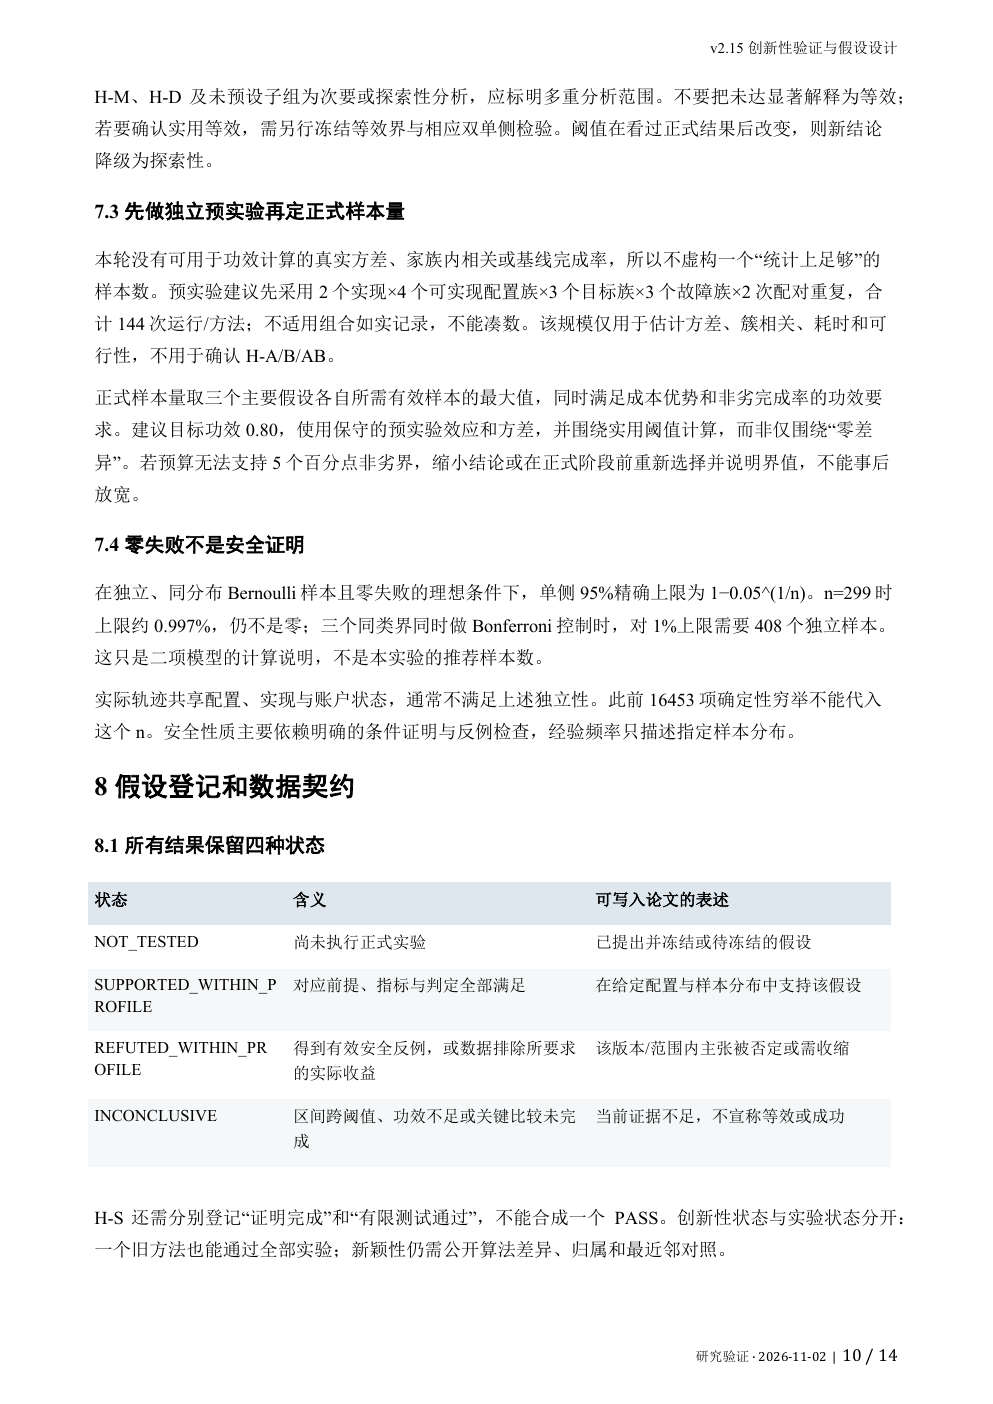 v2.15 创新性验证与假设设计
H-M、H-D 及未预设子组为次要或探索性分析，应标明多重分析范围。不要把未达显著解释为等效；
若要确认实用等效，需另行冻结等效界与相应双单侧检验。阈值在看过正式结果后改变，则新结论
降级为探索性。
7.3 先做独立预实验再定正式样本量
本轮没有可用于功效计算的真实方差、家族内相关或基线完成率，所以不虚构一个“统计上足够”的
样本数。预实验建议先采用 2 个实现×4 个可实现配置族×3 个目标族×3 个故障族×2 次配对重复，合
计 144 次运行/方法；不适用组合如实记录，不能凑数。该规模仅用于估计方差、簇相关、耗时和可
行性，不用于确认 H-A/B/AB。
正式样本量取三个主要假设各自所需有效样本的最大值，同时满足成本优势和非劣完成率的功效要
求。建议目标功效 0.80，使用保守的预实验效应和方差，并围绕实用阈值计算，而非仅围绕“零差
异”。若预算无法支持 5 个百分点非劣界，缩小结论或在正式阶段前重新选择并说明界值，不能事后
放宽。
7.4 零失败不是安全证明
在独立、同分布 Bernoulli 样本且零失败的理想条件下，单侧 95%精确上限为 1−0.05^(1/n)。n=299 时
上限约 0.997%，仍不是零；三个同类界同时做 Bonferroni 控制时，对 1%上限需要 408 个独立样本。
这只是二项模型的计算说明，不是本实验的推荐样本数。
实际轨迹共享配置、实现与账户状态，通常不满足上述独立性。此前 16453 项确定性穷举不能代入
这个 n。安全性质主要依赖明确的条件证明与反例检查，经验频率只描述指定样本分布。
8 假设登记和数据契约
8.1 所有结果保留四种状态
状态 含义 可写入论文的表述
NOT_TESTED 尚未执行正式实验 已提出并冻结或待冻结的假设
SUPPORTED_WITHIN_P 对应前提、指标与判定全部满足 在给定配置与样本分布中支持该假设
ROFILE
REFUTED_WITHIN_PR 得到有效安全反例，或数据排除所要求 该版本/范围内主张被否定或需收缩
OFILE 的实际收益
INCONCLUSIVE 区间跨阈值、功效不足或关键比较未完 当前证据不足，不宣称等效或成功
成
H-S 还需分别登记“证明完成”和“有限测试通过”，不能合成一个 PASS。创新性状态与实验状态分开：
一个旧方法也能通过全部实验；新颖性仍需公开算法差异、归属和最近邻对照。
研究验证 · 2026-11-02 | 10 / 14